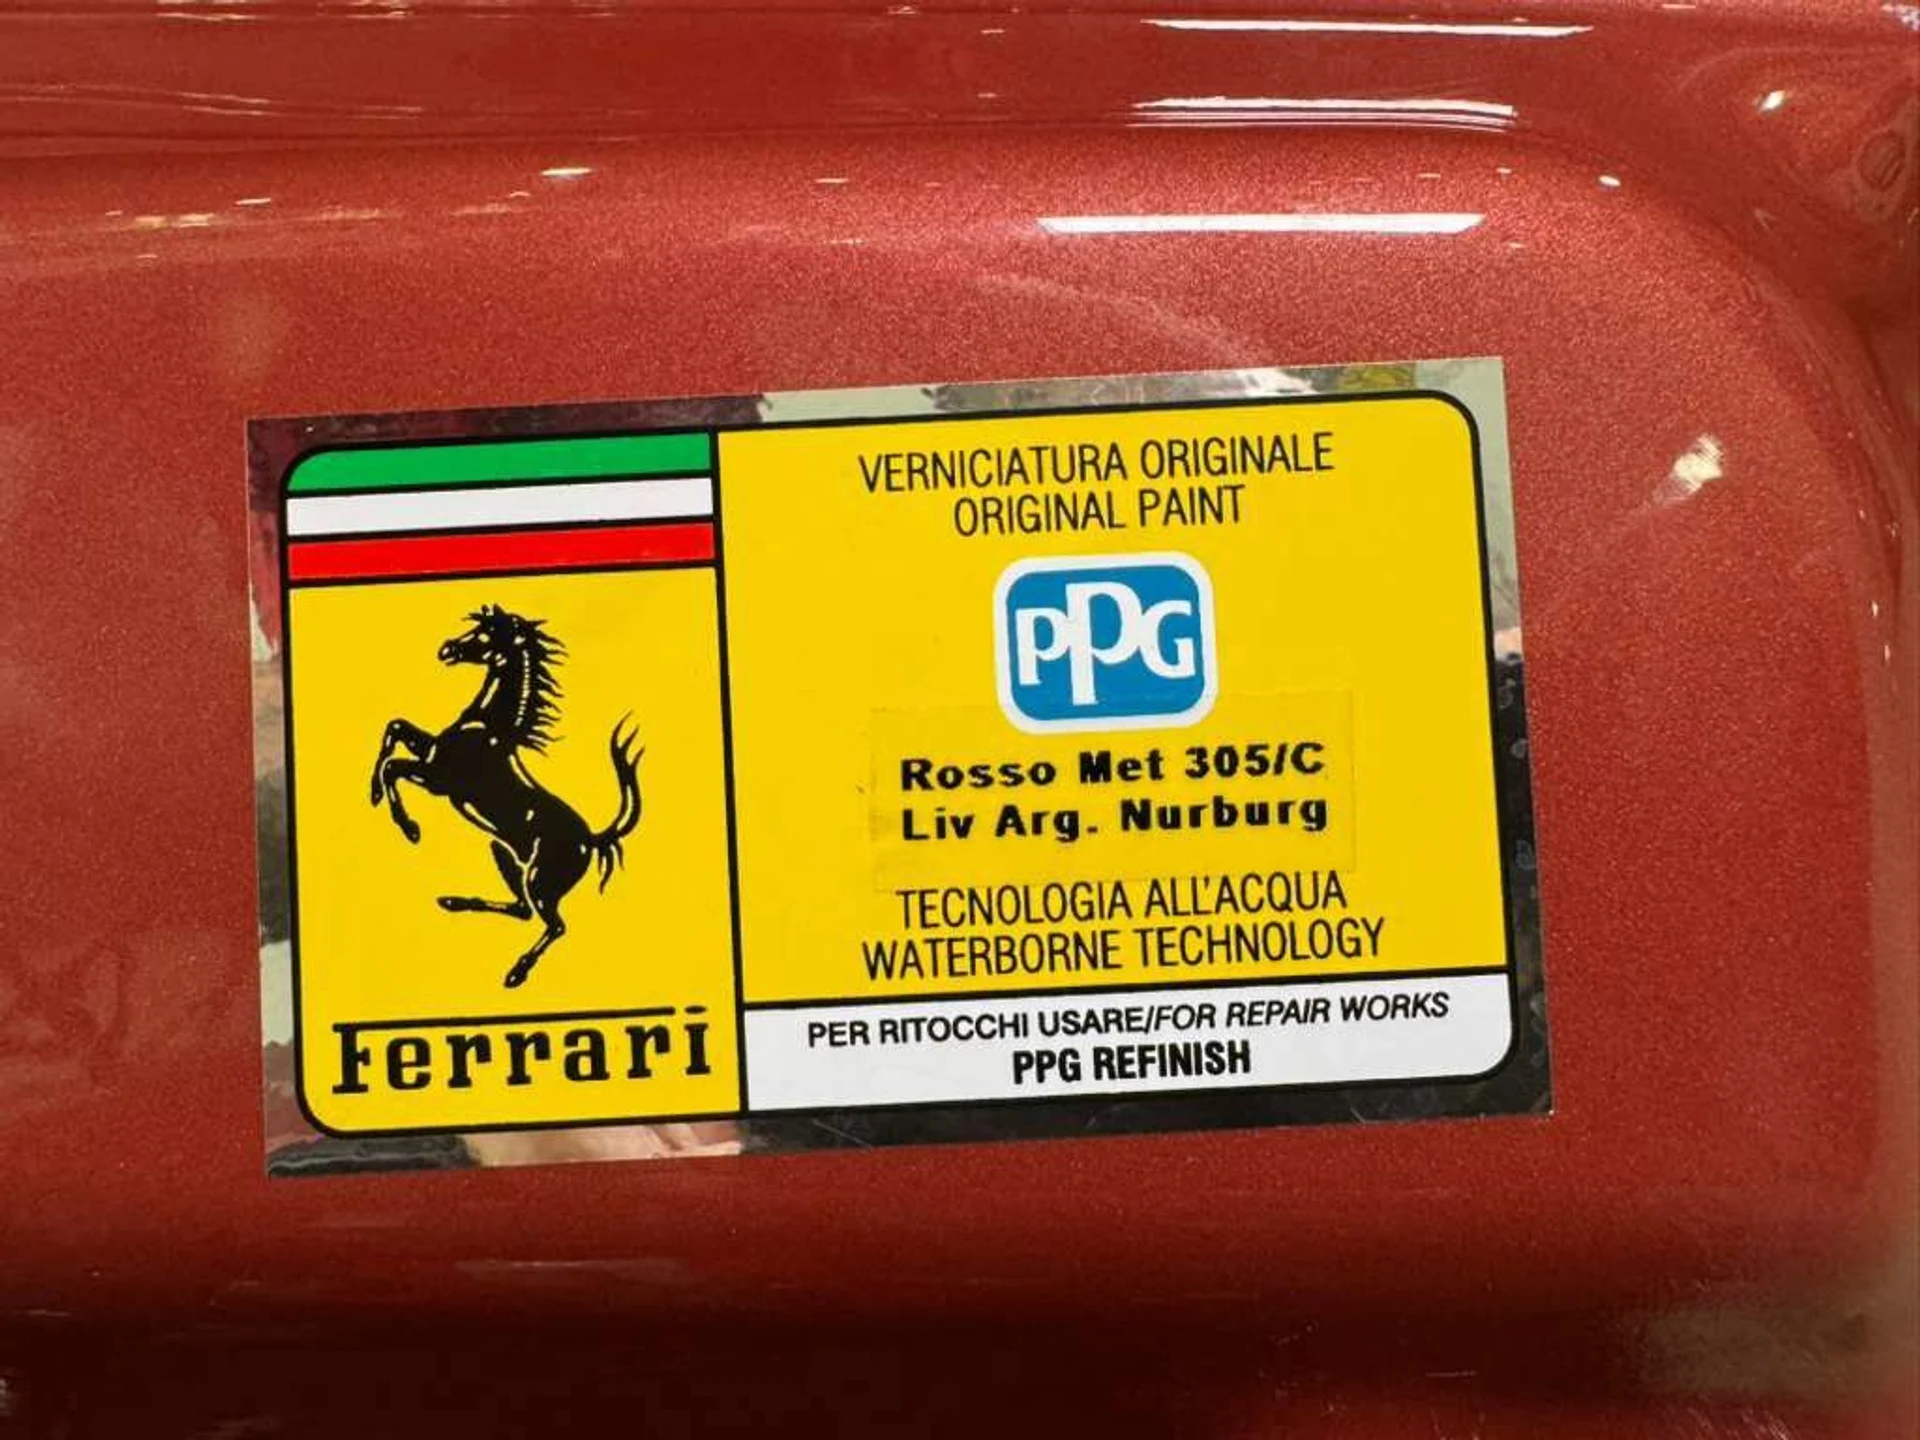 VERNICIATURA ORIGINALE
ORIGINAL PAINT
PPG
Rosso Met 305/C
Liv Arg. Nurburg
TECNOLOGIA ALL'ACQUA
WATERBORNE TECHNOLOGY
PER RITOCCHI USARE/FOR REPAIR WORKS
PPG REFINISH
Ferrari